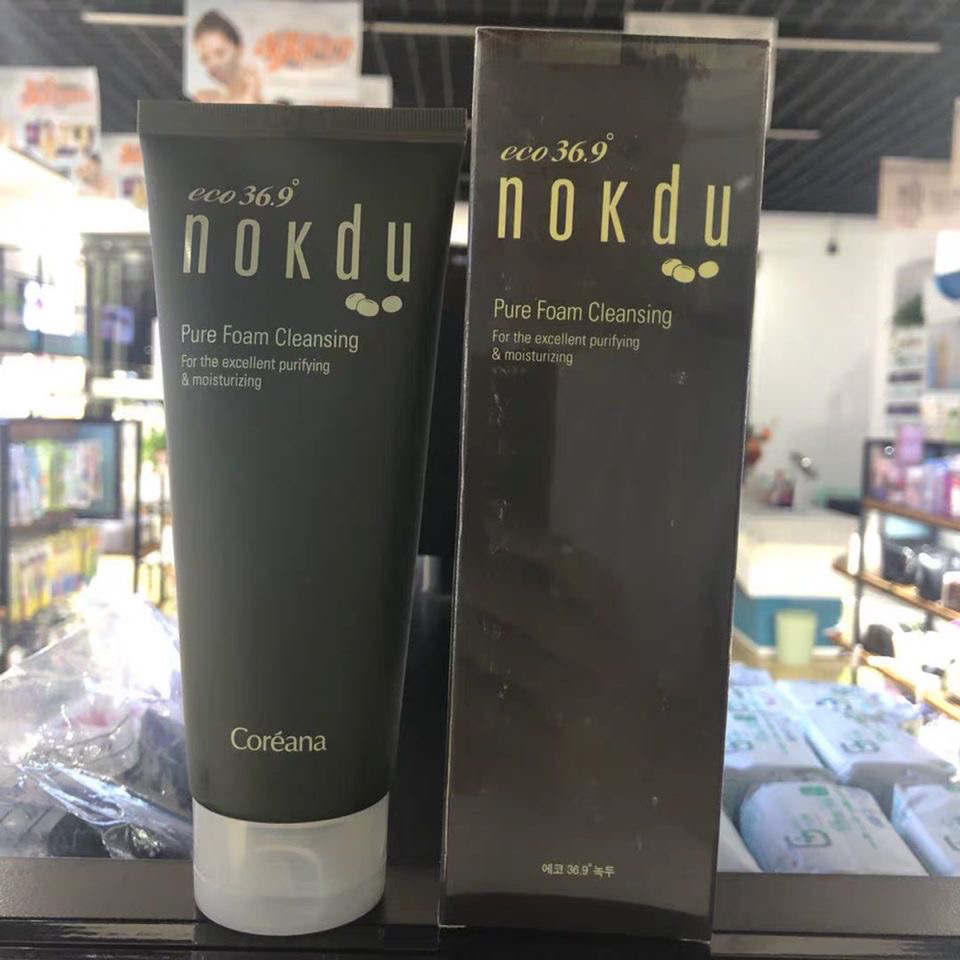 eco 36.9°
nokdu
Pure Foam Cleansing
For the excellent purifying
& moisturizing
Coréana
eco 36.9°
nokdu
Pure Foam Cleansing
For the excellent purifying
& moisturizing
에코 36.9° 녹두